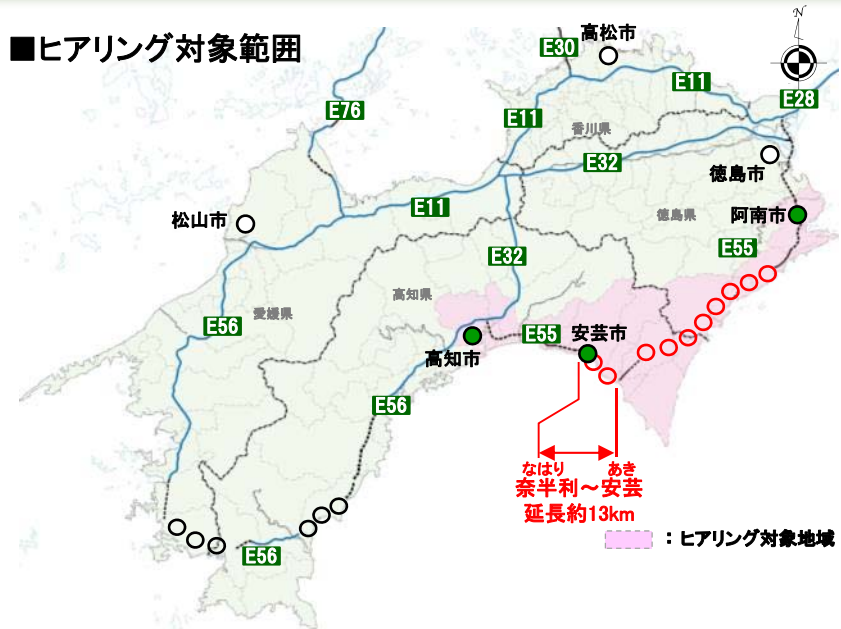 ■ヒアリング対象範囲
N
高松市
E30
E11
E28
E76
E11
香川県
E32
徳島市
松山市
E11
徳島県
阿南市
E55
E32
高知県
愛媛県
E56
E55
安芸市
高知市
E56
なはり あき
奈半利～安芸
延長約13km
：ヒアリング対象地域
E56